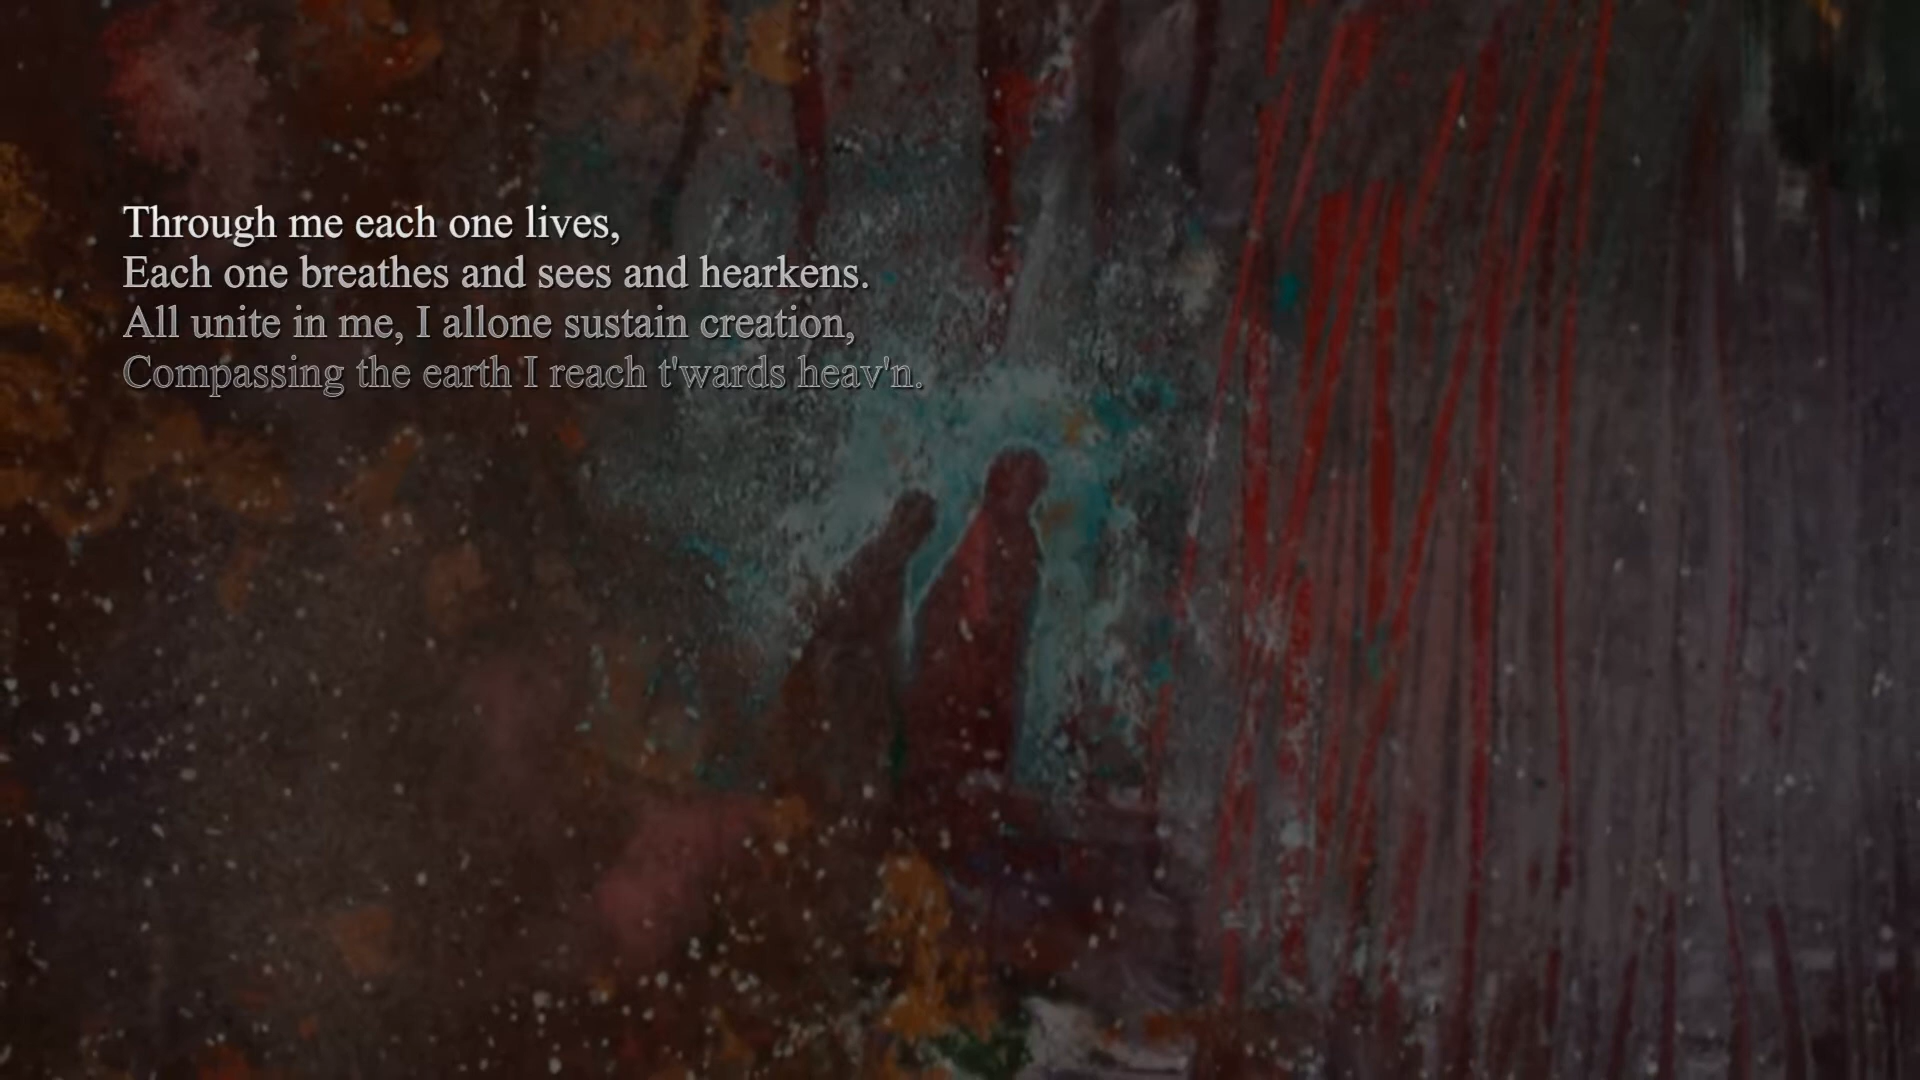 Through me each one lives,
Each one breathes and sees and hearkens.
All unite in me, I allone sustain creation,
Compassing the earth I reach t'wards heav'n.